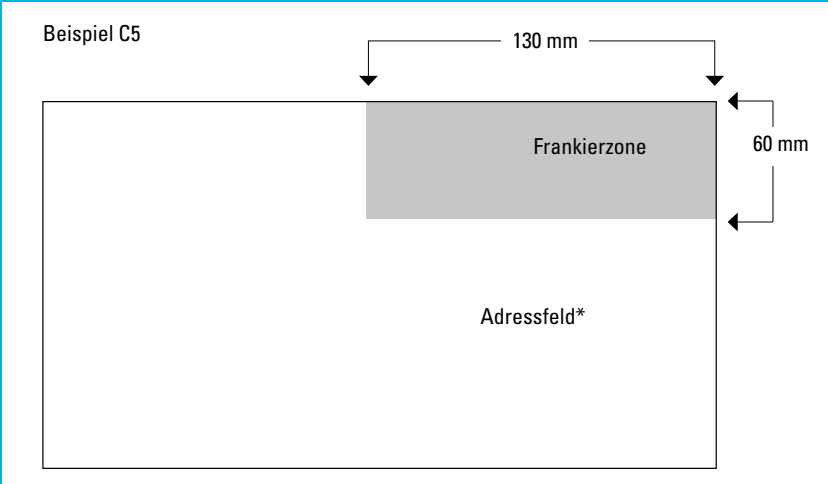 Beispiel C5
130 mm
Frankierzone
60 mm
Adressfeld*